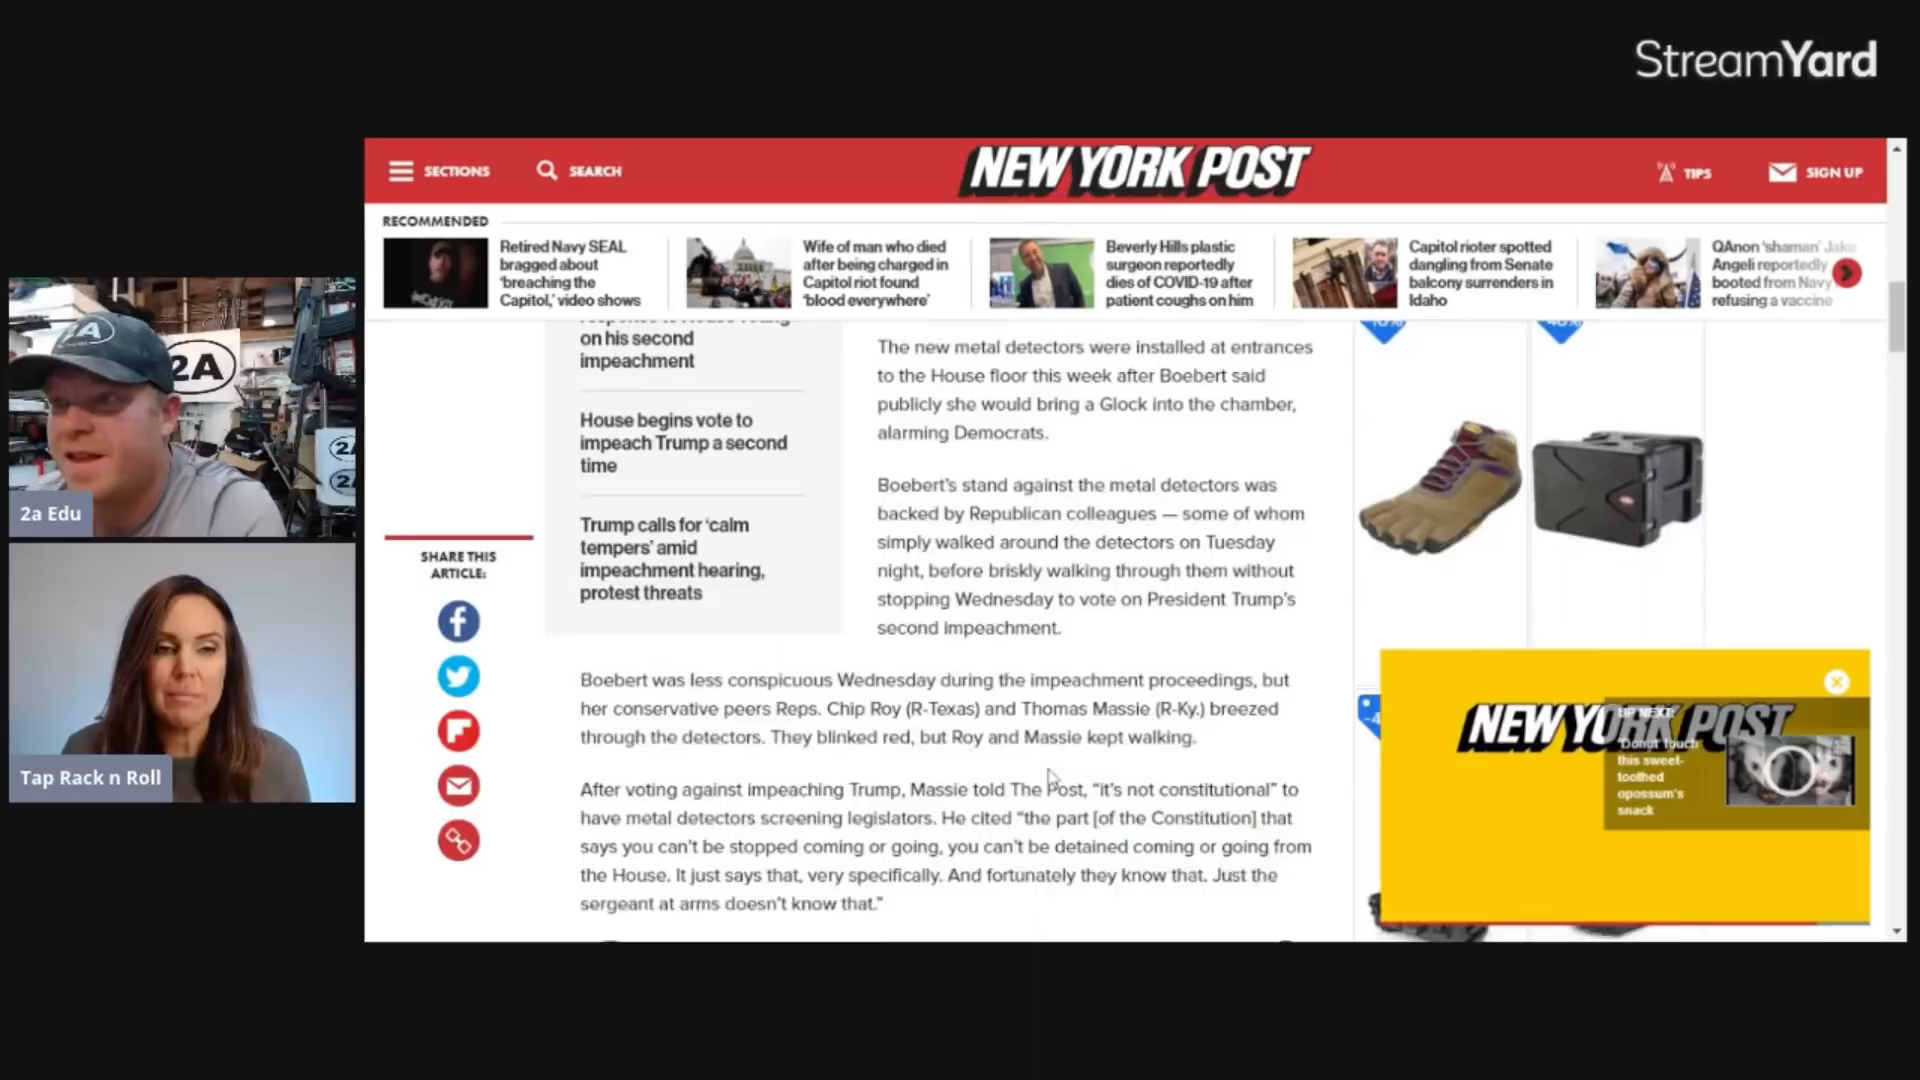 StreamYard
SECTIONS
SEARCH
NEW YORK POST
TIPS
SIGN UP
RECOMMENDED
Retired Navy SEAL
bragged about
'breaching the
Capitol,' video shows
Wife of man who died
after being charged in
Capitol riot found
'blood everywhere'
Beverly Hills plastic
surgeon reportedly
dies of COVID-19 after
patient coughs on him
Capitol rioter spotted
dangling from Senate
balcony surrenders in
Idaho
QAnon 'shaman' Jake
Angeli reportedly
booted from Navy
refusing a vaccine
2A
2A
2a Edu
Tap Rack n Roll
on his second
impeachment
House begins vote to
impeach Trump a second
time
Trump calls for 'calm
tempers' amid
impeachment hearing,
protest threats
SHARE THIS
ARTICLE:
The new metal detectors were installed at entrances
to the House floor this week after Boebert said
publicly she would bring a Glock into the chamber,
alarming Democrats.
Boebert's stand against the metal detectors was
backed by Republican colleagues — some of whom
simply walked around the detectors on Tuesday
night, before briskly walking through them without
stopping Wednesday to vote on President Trump's
second impeachment.
Boebert was less conspicuous Wednesday during the impeachment proceedings, but
her conservative peers Reps. Chip Roy (R-Texas) and Thomas Massie (R-Ky.) breezed
through the detectors. They blinked red, but Roy and Massie kept walking.
After voting against impeaching Trump, Massie told The Post, "it's not constitutional" to
have metal detectors screening legislators. He cited "the part [of the Constitution] that
says you can't be stopped coming or going, you can't be detained coming or going from
the House. It just says that, very specifically. And fortunately they know that. Just the
sergeant at arms doesn't know that."
NEW YORK POST
UP NEXT:
'Donut' touch
this sweet-
toothed
opossum's
snack